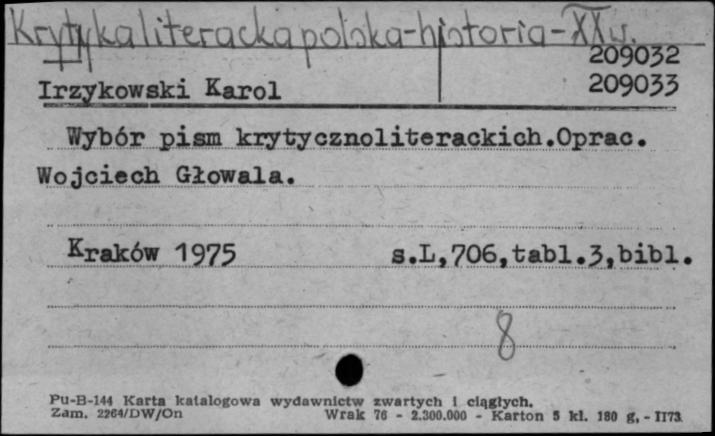 Krytyka literacka polska-historia-XX w.
209032
Irzykowski Karol 209033
Wybór pism krytycznoliterackich.Oprac.
Wojciech Głowala.
Kraków 1975 s.L,706,tabl.3,bibl.
8
Pu-B-144 Karta katalogowa wydawnictw zwartych i ciągłych.
Zam. 2264/DW/On Wrak 76 - 2.300.000 - Karton 5 kl. 180 g, - II73